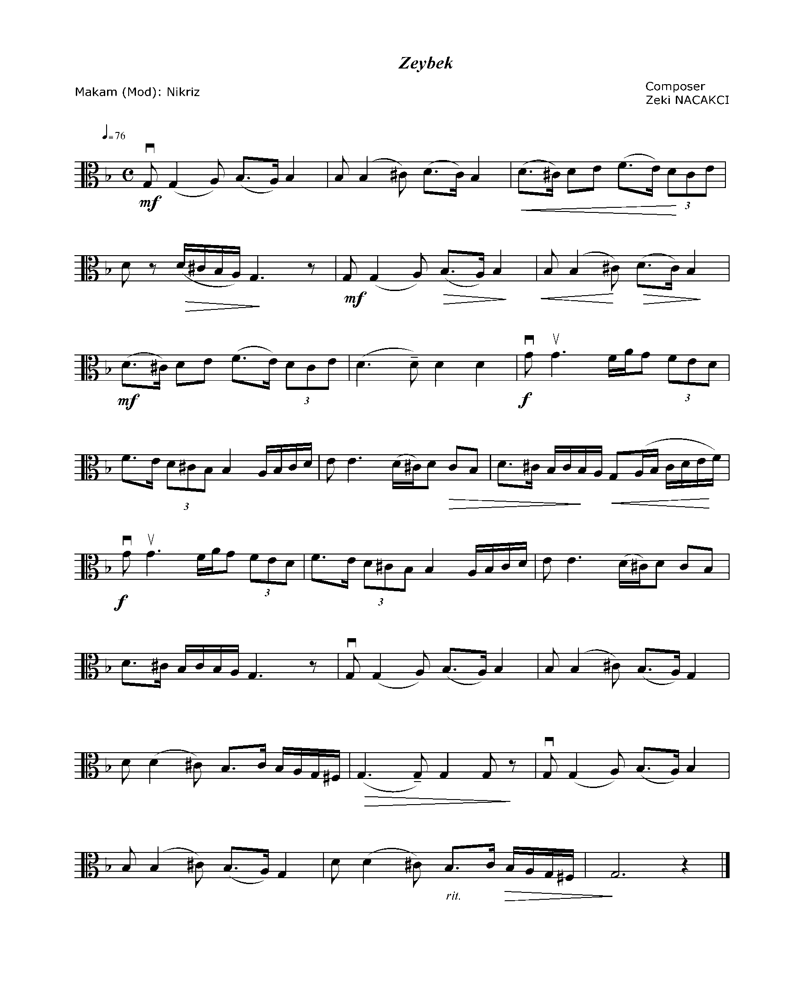 Zeybek
Makam (Mod): Nikriz
Composer
Zeki NACAKCI
= 76
mf
3
mf
mf
3
f
3
3
f
3
3
rit.